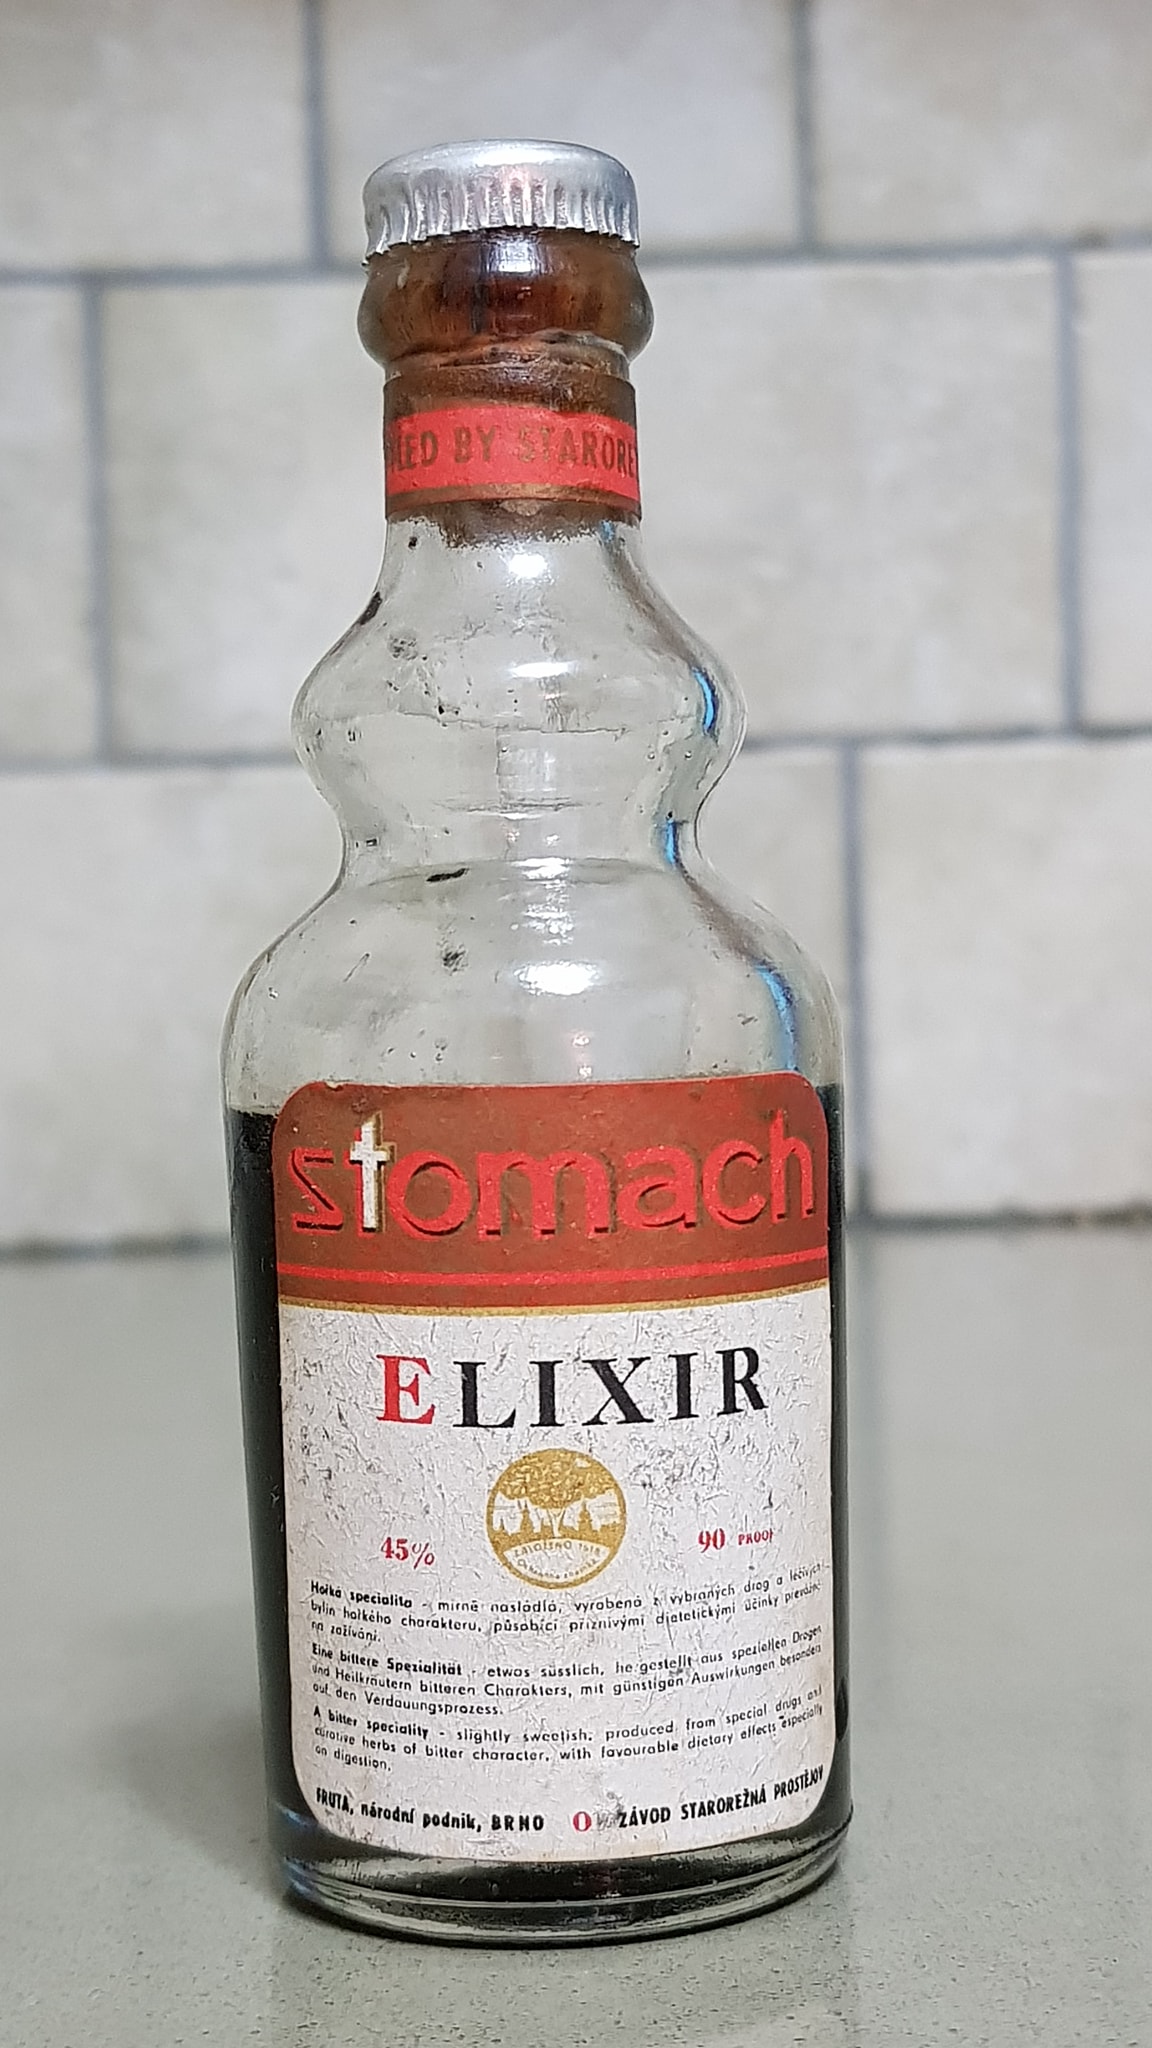 BY STARORE
stomach
ELIXIR
ZALOŽENO 1518
45%
90 PROOF
Hořká specialita - mírně nasládlá, vyrobená z vybraných drog a léčivých
bylin hořkého charakteru, působící příznivými dietetickými účinky převážně
na zažívání.
Eine bittere Spezialität - etwas süsslich, hergestellt aus speziellen Drogen
und Heilkräutern bitteren Charakters, mit günstigen Auswirkungen besonders
auf den Verdauungsprozess.
A bitter speciality - slightly sweetish, produced from special drugs and
curative herbs of bitter character, with favourable dietary effects especially
on digestion.
FRUTA, národní podnik, BRNO O ZÁVOD STAROREŽNÁ PROSTĚJOV